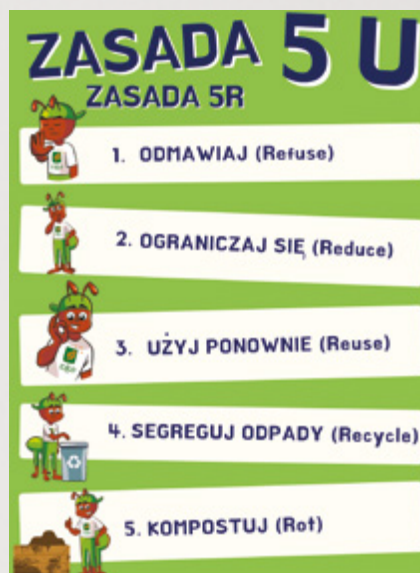 ZASADA 5 U
ZASADA 5R
1. ODMAWIAJ (Refuse)
2. OGRANICZAJ SIĘ (Reduce)
3. UŻYJ PONOWNIE (Reuse)
4. SEGREGUJ ODPADY (Recycle)
5. KOMPOSTUJ (Rot)